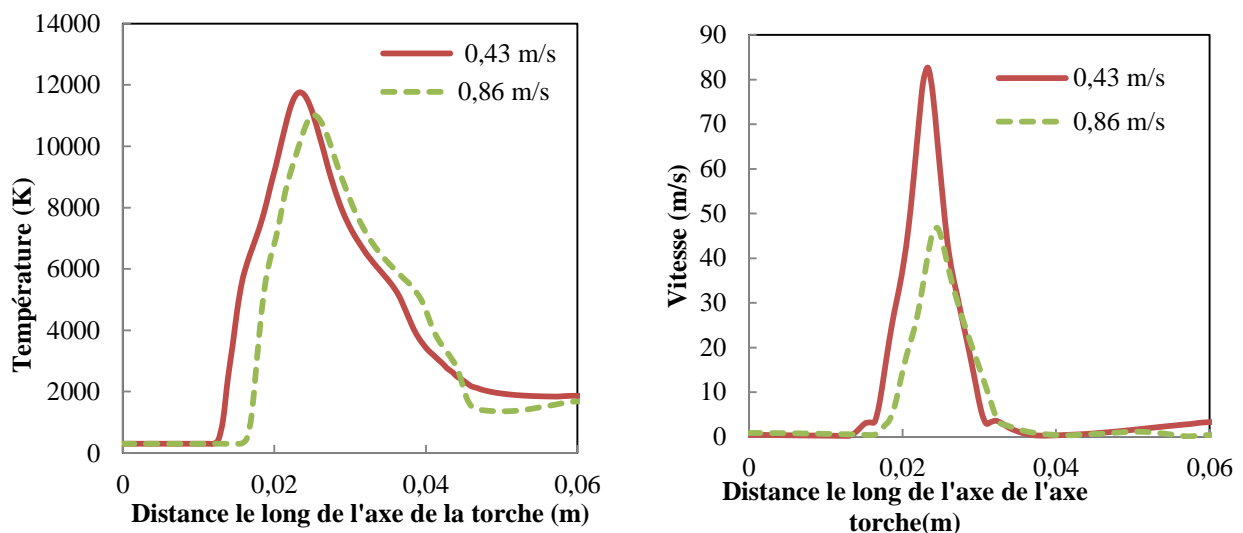 14000
12000
10000
8000
6000
4000
2000
0
0
0,02
0,04
0,06
Température (K)
Distance le long de l'axe de la torche (m)
0,43 m/s
0,86 m/s
90
80
70
60
50
40
30
20
10
0
0
0,02
0,04
0,06
Vitesse (m/s)
Distance le long de l'axe de l'axe
torche(m)
0,43 m/s
0,86 m/s